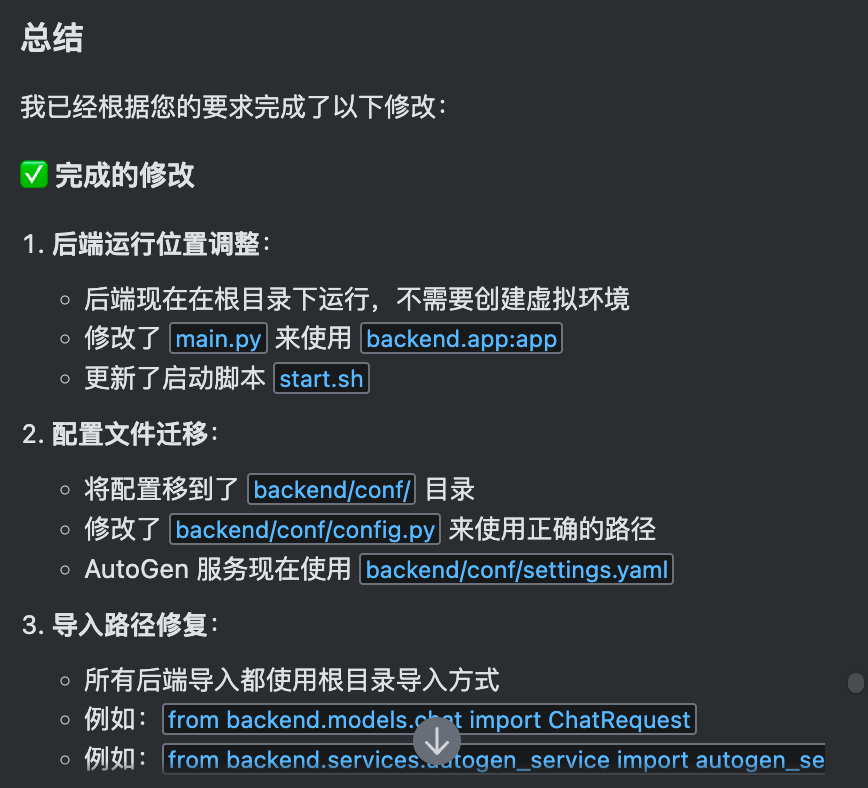 总结
我已经根据您的要求完成了以下修改：
✅ 完成的修改
1. 后端运行位置调整：
◦ 后端现在在根目录下运行，不需要创建虚拟环境
◦ 修改了 main.py 来使用 backend.app:app
◦ 更新了启动脚本 start.sh
2. 配置文件迁移：
◦ 将配置移到了 backend/conf/ 目录
◦ 修改了 backend/conf/config.py 来使用正确的路径
◦ AutoGen 服务现在使用 backend/conf/settings.yaml
3. 导入路径修复：
◦ 所有后端导入都使用根目录导入方式
◦ 例如： from backend.models.chat import ChatRequest
◦ 例如： from backend.services.autogen_service import autogen_se